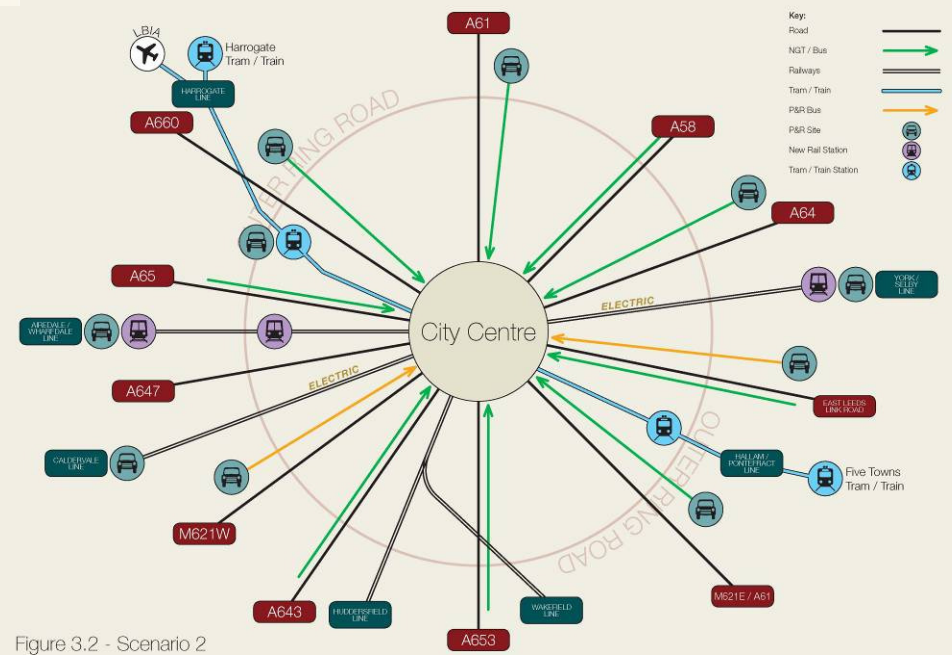 A61
Key:
Road
NGT / Bus
Railways
Tram / Train
P&R Bus
P&R Site
New Rail Station
Tram / Train Station
LBIA
Harrogate
Tram / Train
HARROGATE
LINE
A660
OUTER RING ROAD
A58
A64
A65
ELECTRIC
YORK /
SELBY
LINE
AIREDALE /
WHARFDALE
LINE
City Centre
A647
ELECTRIC
EAST LEEDS
LINK ROAD
CALDERVALE
LINE
HALLAM /
PONTEFRACT
LINE
Five Towns
Tram / Train
OUTER RING ROAD
M621W
M621E / A61
A643
HUDDERSFIELD
LINE
WAKEFIELD
LINE
A653
Figure 3.2 - Scenario 2